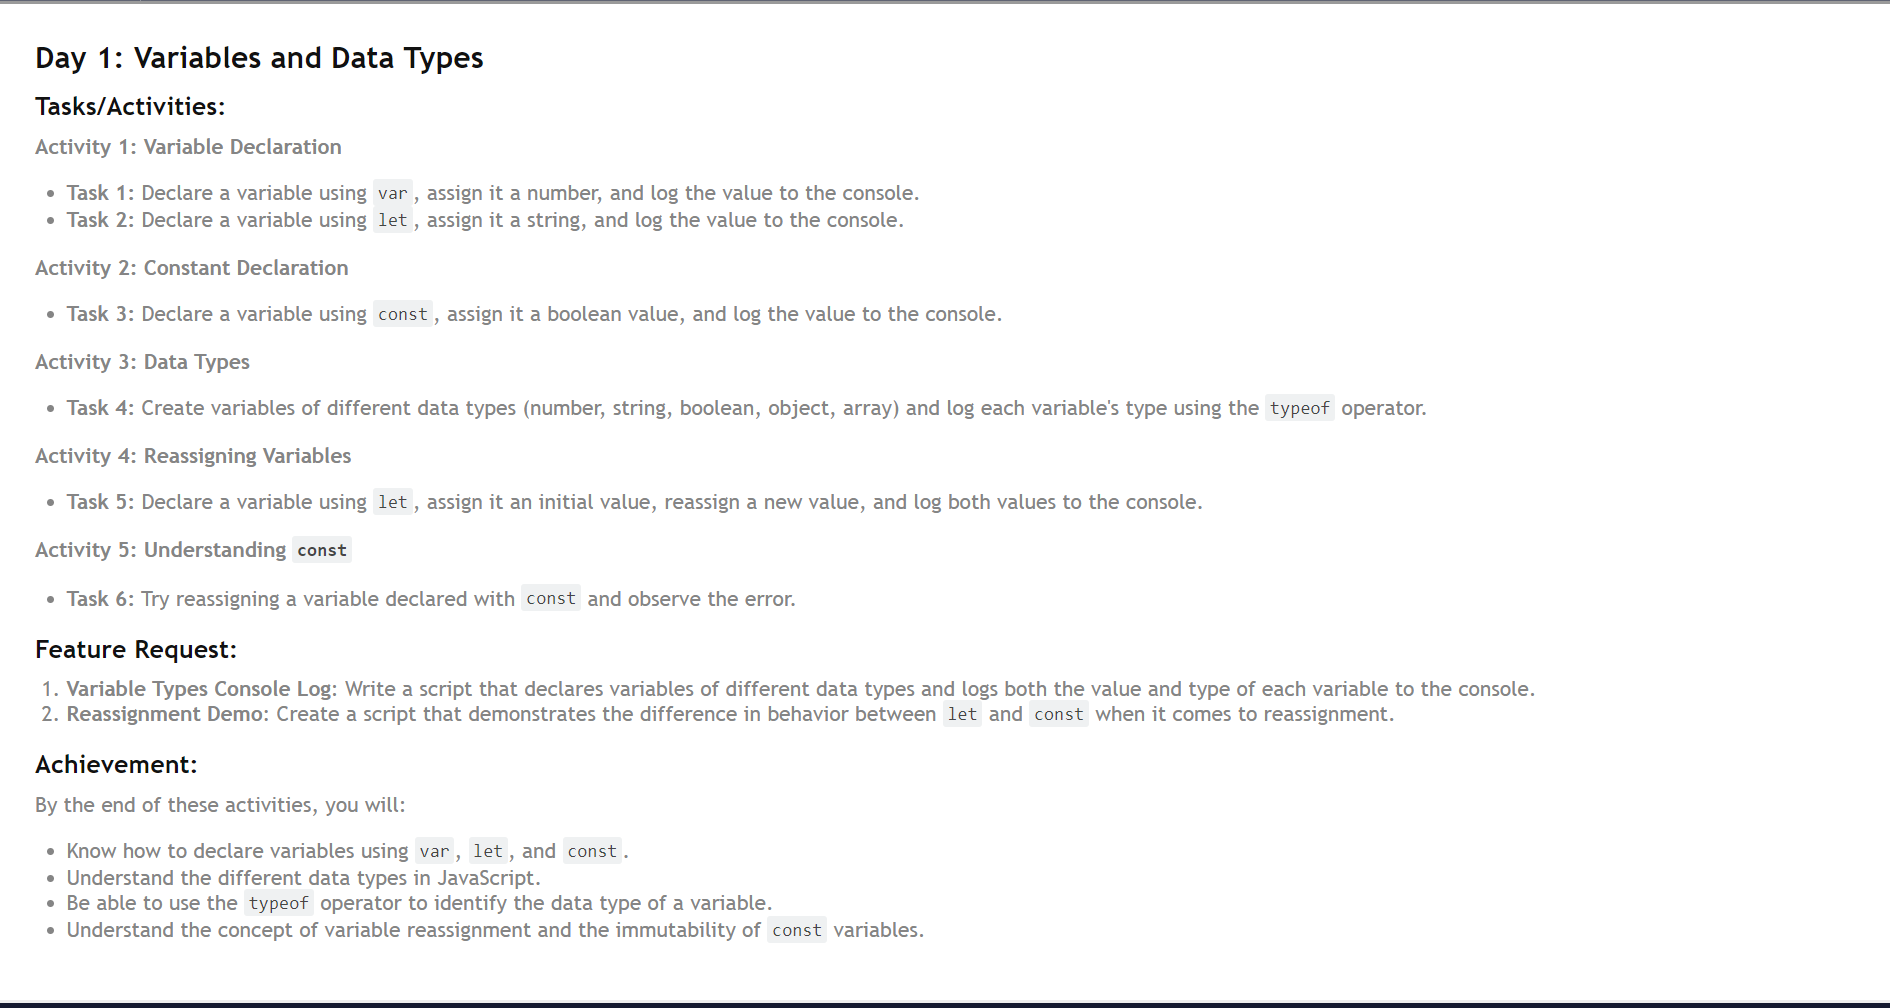 Day 1: Variables and Data Types
Tasks/Activities:
Activity 1: Variable Declaration
• Task 1: Declare a variable using var, assign it a number, and log the value to the console.
• Task 2: Declare a variable using let, assign it a string, and log the value to the console.
Activity 2: Constant Declaration
• Task 3: Declare a variable using const, assign it a boolean value, and log the value to the console.
Activity 3: Data Types
• Task 4: Create variables of different data types (number, string, boolean, object, array) and log each variable's type using the typeof operator.
Activity 4: Reassigning Variables
• Task 5: Declare a variable using let, assign it an initial value, reassign a new value, and log both values to the console.
Activity 5: Understanding const
• Task 6: Try reassigning a variable declared with const and observe the error.
Feature Request:
1. Variable Types Console Log: Write a script that declares variables of different data types and logs both the value and type of each variable to the console.
2. Reassignment Demo: Create a script that demonstrates the difference in behavior between let and const when it comes to reassignment.
Achievement:
By the end of these activities, you will:
• Know how to declare variables using var, let, and const.
• Understand the different data types in JavaScript.
• Be able to use the typeof operator to identify the data type of a variable.
• Understand the concept of variable reassignment and the immutability of const variables.